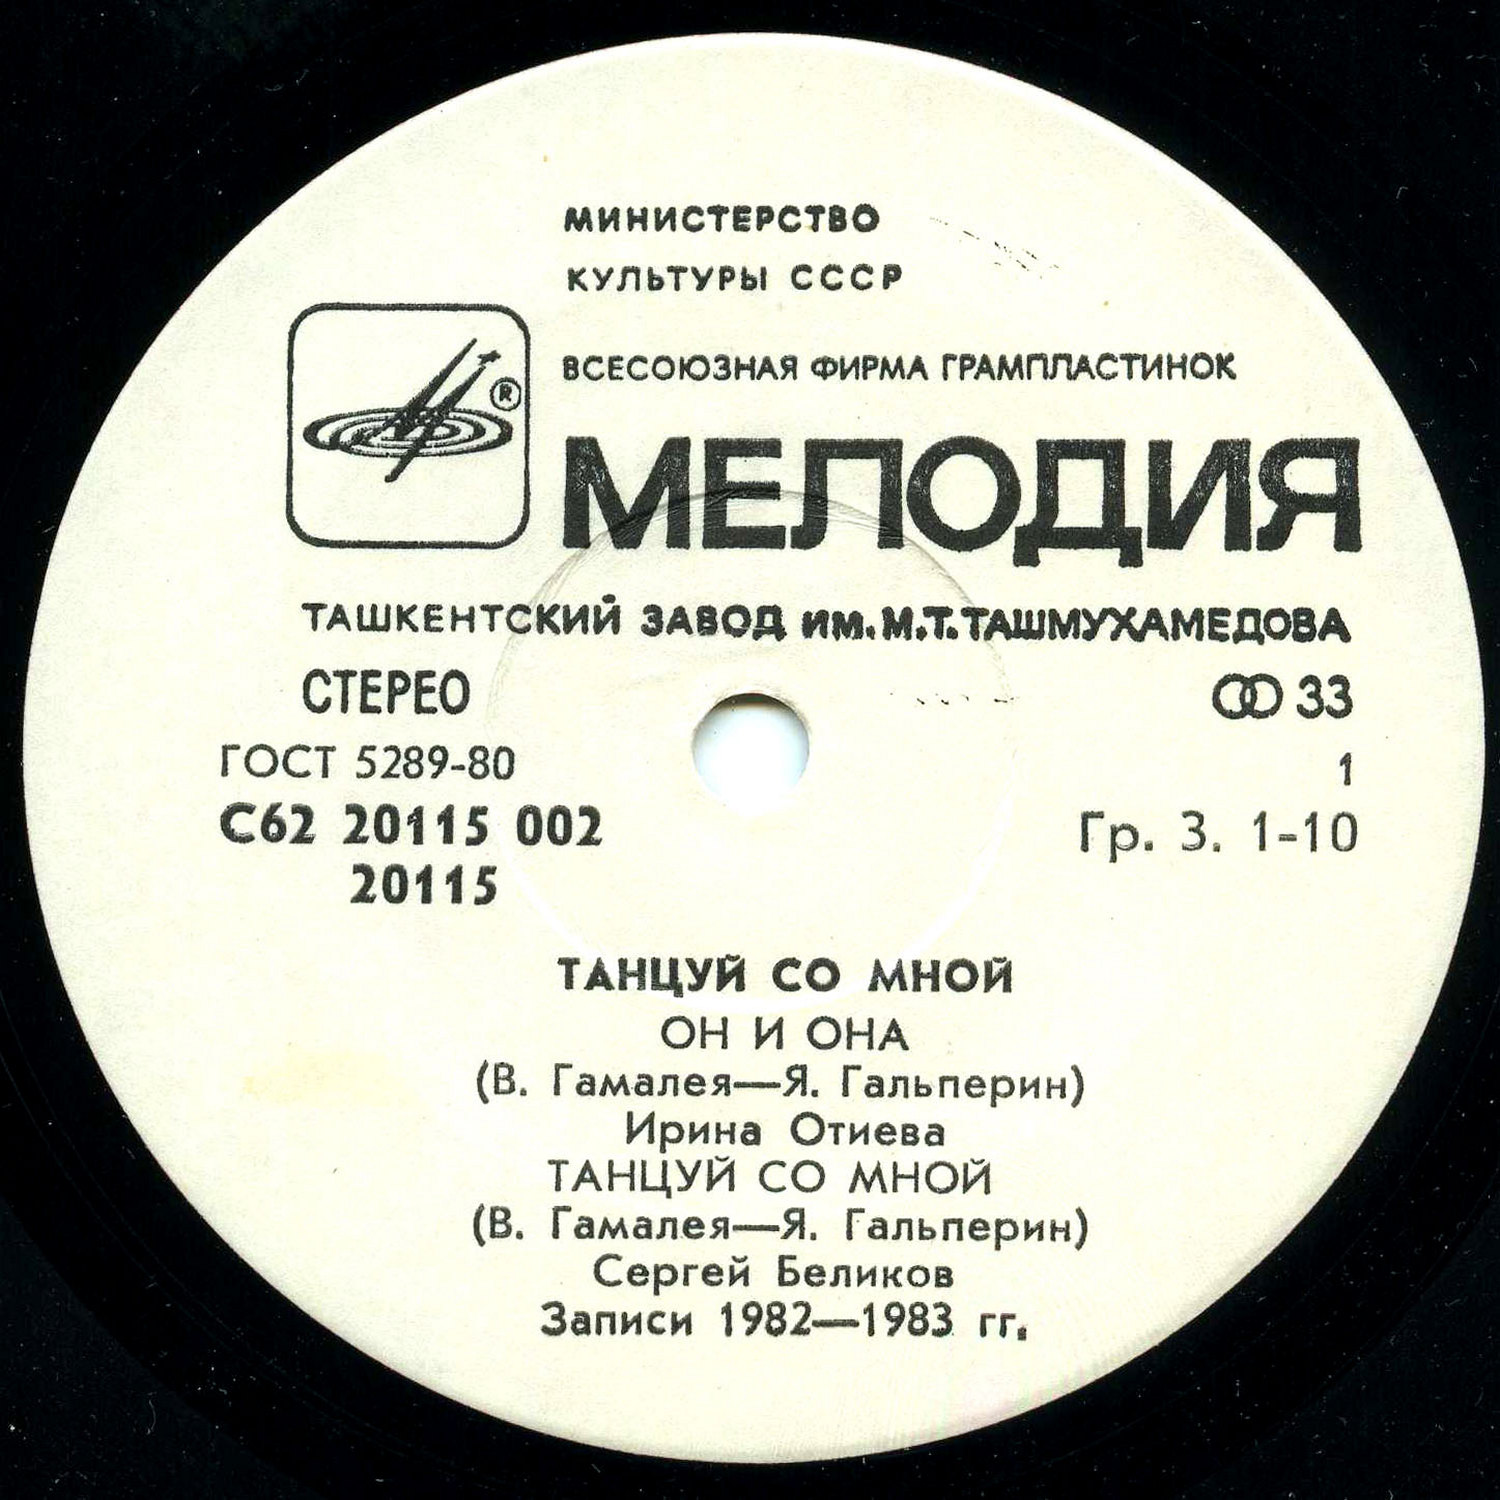 МИНИСТЕРСТВО
КУЛЬТУРЫ СССР
ВСЕСОЮЗНАЯ ФИРМА ГРАМПЛАСТИНОК
®
МЕЛОДИЯ
ТАШКЕНТСКИЙ ЗАВОД ИМ. М.Т. ТАШМУХАМЕДОВА
СТЕРЕО 33
ГОСТ 5289-80 1
С62 20115 002 Гр. 3. 1-10
20115
ТАНЦУЙ СО МНОЙ
ОН И ОНА
(В. Гамалея—Я. Гальперин)
Ирина Отиева
ТАНЦУЙ СО МНОЙ
(В. Гамалея—Я. Гальперин)
Сергей Беликов
Записи 1982—1983 гг.